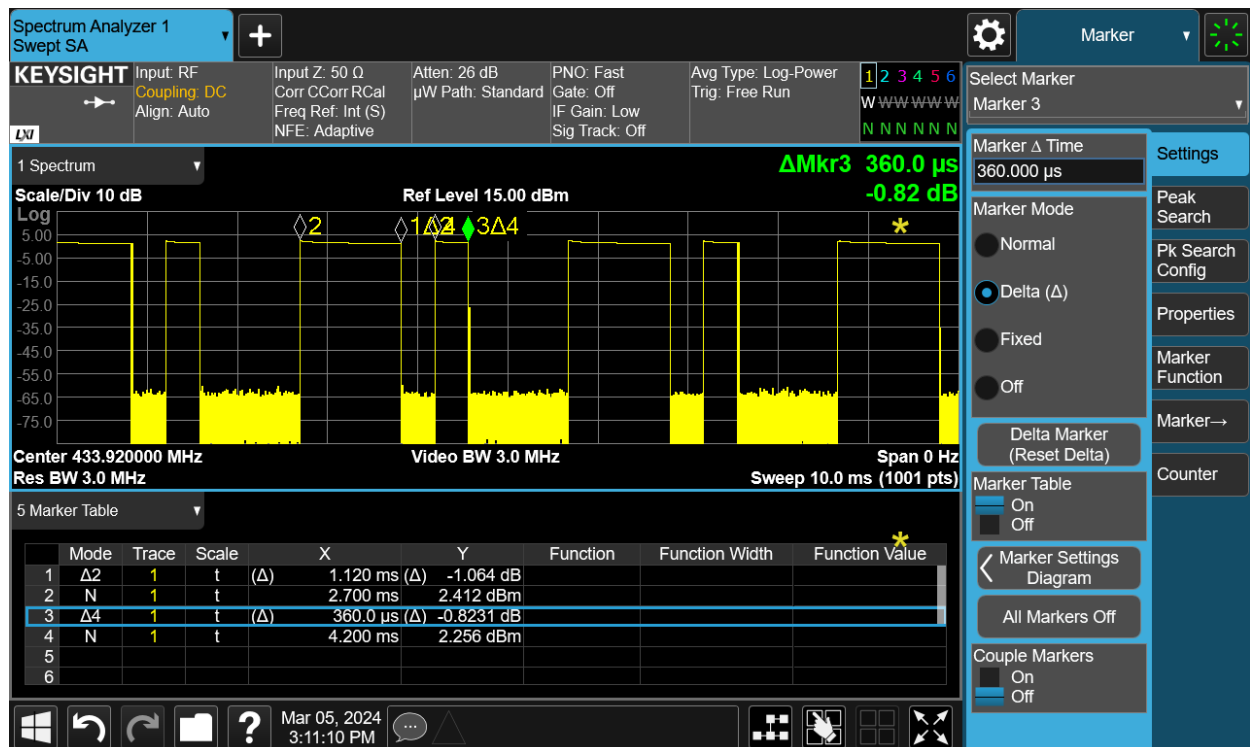 Spectrum Analyzer 1
Swept SA
+
Marker
KEYSIGHT
LXI
Input: RF
Coupling: DC
Align: Auto
Input Z: 50 Ω
Corr CCorr RCal
Freq Ref: Int (S)
NFE: Adaptive
Atten: 26 dB
µW Path: Standard
PNO: Fast
Gate: Off
IF Gain: Low
Sig Track: Off
Avg Type: Log-Power
Trig: Free Run
1 2 3 4 5 6
W W W W W W
N N N N N N
1 Spectrum
ΔMkr3 360.0 µs
-0.82 dB
Scale/Div 10 dB
Ref Level 15.00 dBm
Log
2
1Δ2
4
3Δ4
*
5.00
-5.00
-15.0
-25.0
-35.0
-45.0
-55.0
-65.0
-75.0
Center 433.920000 MHz
Video BW 3.0 MHz
Span 0 Hz
Res BW 3.0 MHz
Sweep 10.0 ms (1001 pts)
5 Marker Table
*
Mode Trace Scale X Y Function Function Width Function Value
1 Δ2 1 t (Δ) 1.120 ms (Δ) -1.064 dB
2 N 1 t 2.700 ms 2.412 dBm
3 Δ4 1 t (Δ) 360.0 µs (Δ) -0.8231 dB
4 N 1 t 4.200 ms 2.256 dBm
5
6
?
Mar 05, 2024
3:11:10 PM
Select Marker
Marker 3
Marker Δ Time
360.000 µs
Marker Mode
Normal
Delta (Δ)
Fixed
Off
Delta Marker
(Reset Delta)
Marker Table
On
Off
Marker Settings
Diagram
All Markers Off
Couple Markers
On
Off
Settings
Peak
Search
Pk Search
Config
Properties
Marker
Function
Marker→
Counter